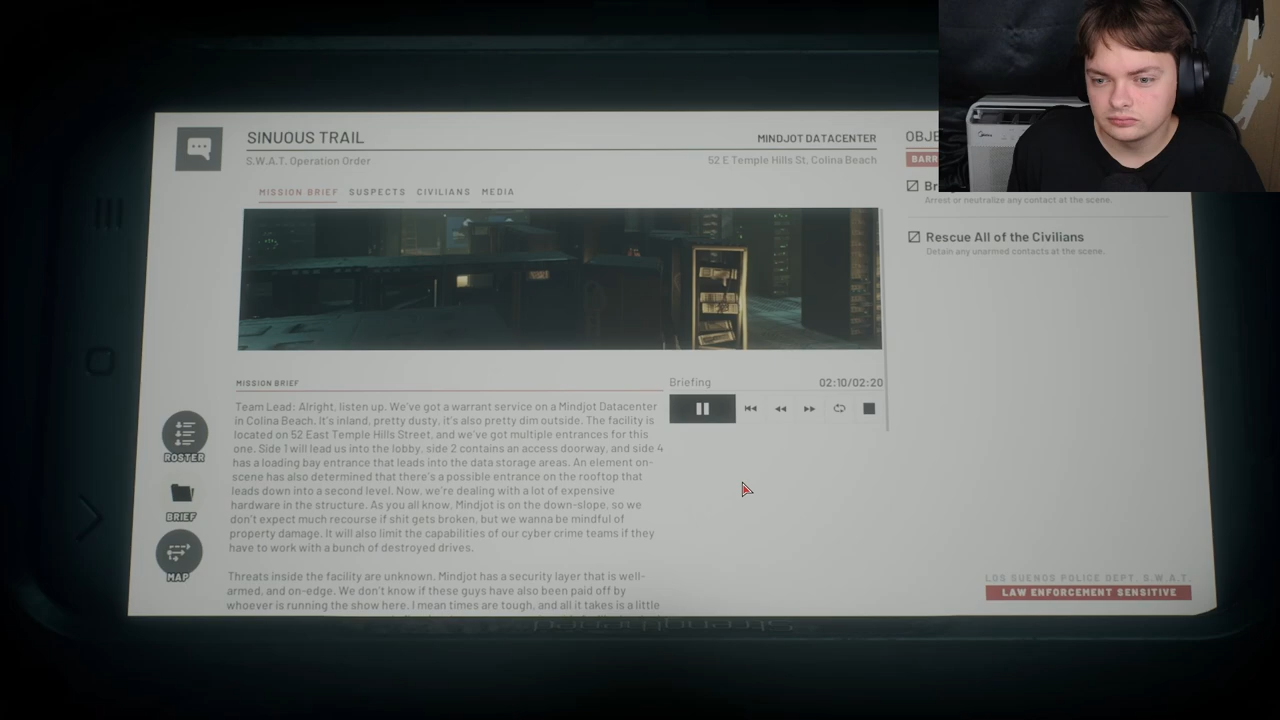 SINUOUS TRAIL
S.W.A.T. Operation Order
MINDJOT DATACENTER
52 E Temple Hills St, Colina Beach
MISSION BRIEF SUSPECTS CIVILIANS MEDIA
MISSION BRIEF
Team Lead: Alright, listen up. We've got a warrant service on a Mindjot Datacenter
in Colina Beach. It's inland, pretty dusty, it's also pretty dim outside. The facility is
located on 52 East Temple Hills Street, and we've got multiple entrances for this
one. Side 1 will lead us into the lobby, side 2 contains an access doorway, and side 4
has a loading bay entrance that leads into the data storage areas. An element on-
scene has also determined that there's a possible entrance on the rooftop that
leads down into a second level. Now, we're dealing with a lot of expensive
hardware in the structure. As you all know, Mindjot is on the down-slope, so we
don't expect much recourse if shit gets broken, but we wanna be mindful of
property damage. It will also limit the capabilities of our cyber crime teams if they
have to work with a bunch of destroyed drives.
Threats inside the facility are unknown. Mindjot has a security layer that is well-
armed, and on-edge. We don't know if these guys have also been paid off by
whoever is running the show here. I mean times are tough, and all it takes is a little
Briefing 02:10/02:20
ROSTER
BRIEF
MAP
OBJE
BARR
Br
Arrest or neutralize any contact at the scene.
Rescue All of the Civilians
Detain any unarmed contacts at the scene.
LOS SUENOS POLICE DEPT. S.W.A.T.
LAW ENFORCEMENT SENSITIVE
Midea